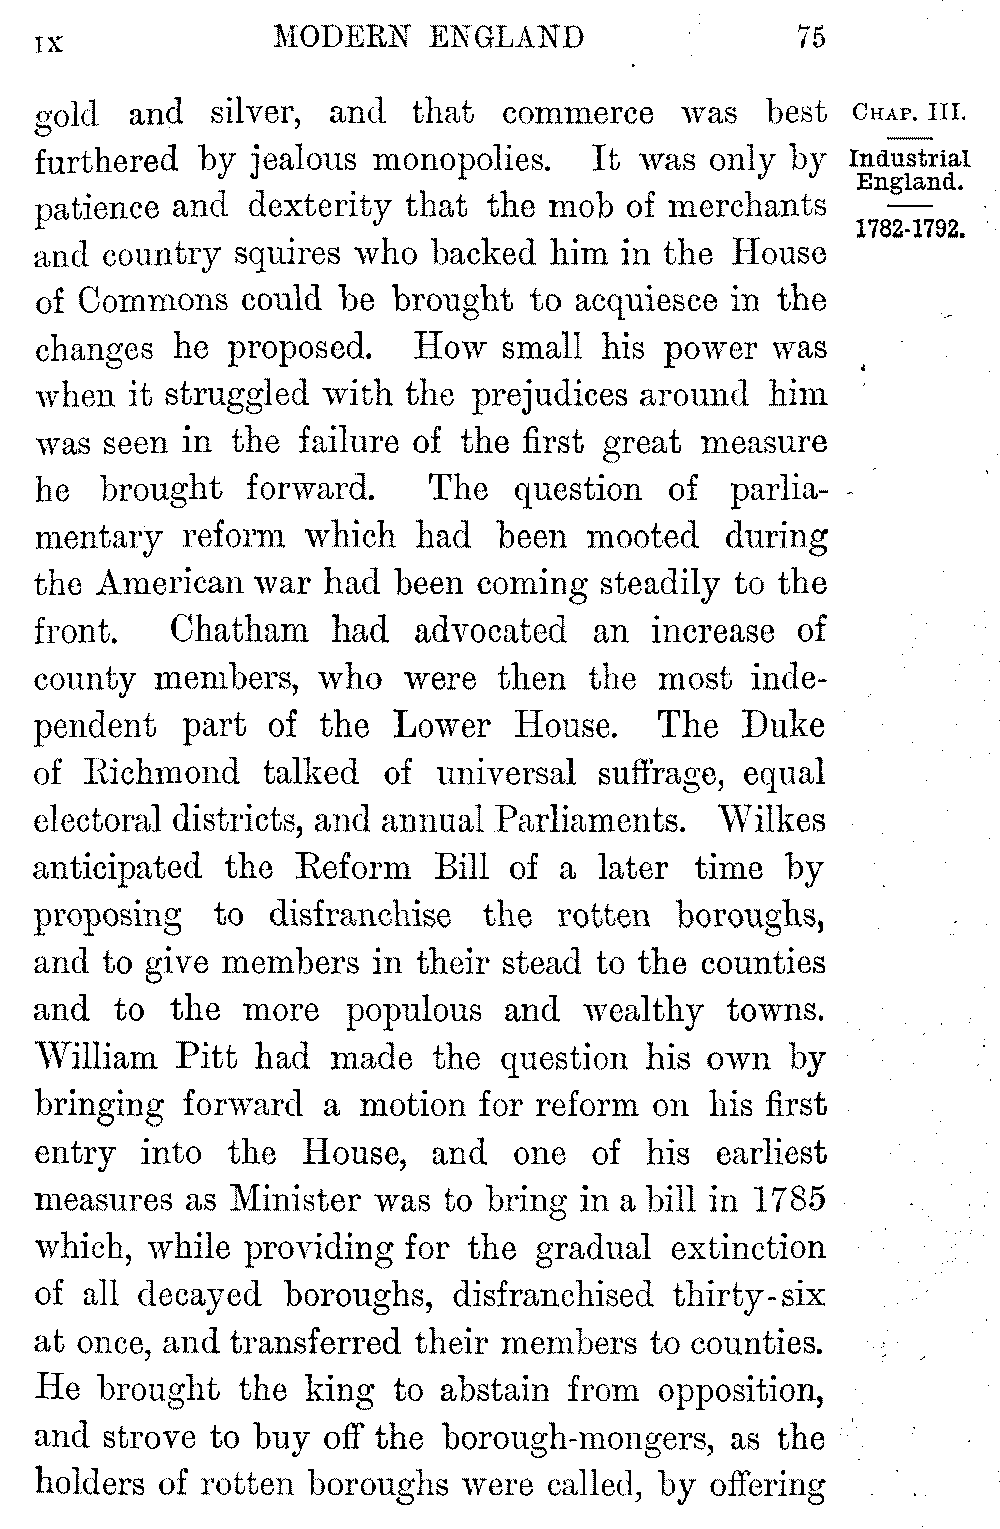 IX MODERN ENGLAND 75
gold and silver, and that commerce was best
furthered by jealous monopolies. It was only by
patience and dexterity that the mob of merchants
and country squires who backed him in the House
of Commons could be brought to acquiesce in the
changes he proposed. How small his power was
when it struggled with the prejudices around him
was seen in the failure of the first great measure
he brought forward. The question of parlia-
mentary reform which had been mooted during
the American war had been coming steadily to the
front. Chatham had advocated an increase of
county members, who were then the most inde-
pendent part of the Lower House. The Duke
of Richmond talked of universal suffrage, equal
electoral districts, and annual Parliaments. Wilkes
anticipated the Reform Bill of a later time by
proposing to disfranchise the rotten boroughs,
and to give members in their stead to the counties
and to the more populous and wealthy towns.
William Pitt had made the question his own by
bringing forward a motion for reform on his first
entry into the House, and one of his earliest
measures as Minister was to bring in a bill in 1785
which, while providing for the gradual extinction
of all decayed boroughs, disfranchised thirty-six
at once, and transferred their members to counties.
He brought the king to abstain from opposition,
and strove to buy off the borough-mongers, as the
holders of rotten boroughs were called, by offering
CHAP. III.
Industrial
England.
1782-1792.